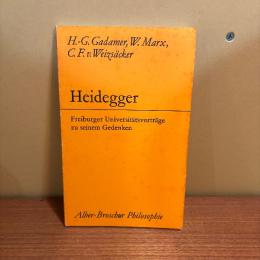 H.-G. Gadamer, W. Marx,
C. F. v. Weizsäcker
Heidegger
Freiburger Universitätsvorträge
zu seinem Gedenken
Alber-Broschur Philosophie